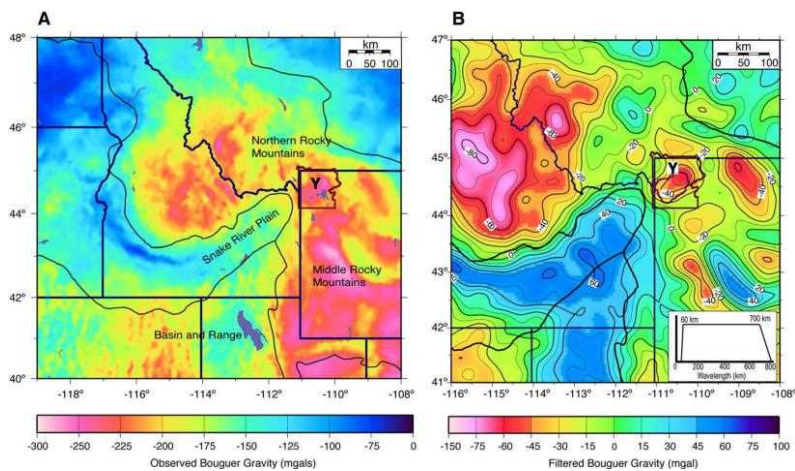 A
48°
46°
44°
42°
40°
-118°
-116°
-114°
-112°
-110°
-108°
km
0 50 100
Northern Rocky
Mountains
Y
Snake River Plain
Middle Rocky
Mountains
Basin and Range
-300 -250 -225 -200 -175 -150 -125 -75 0
Observed Bouguer Gravity (mgals)
B
47°
46°
45°
44°
43°
42°
41°
-116° -115° -114° -113° -112° -111° -110° -109° -108°
km
0 50 100
Y
60 km
700 km
0 200 400 600 800
Wavelength (km)
-150 -75 -60 -45 -30 -15 0 15 30 45 60 75 100
Filtered Bouguer Gravity (mgal)